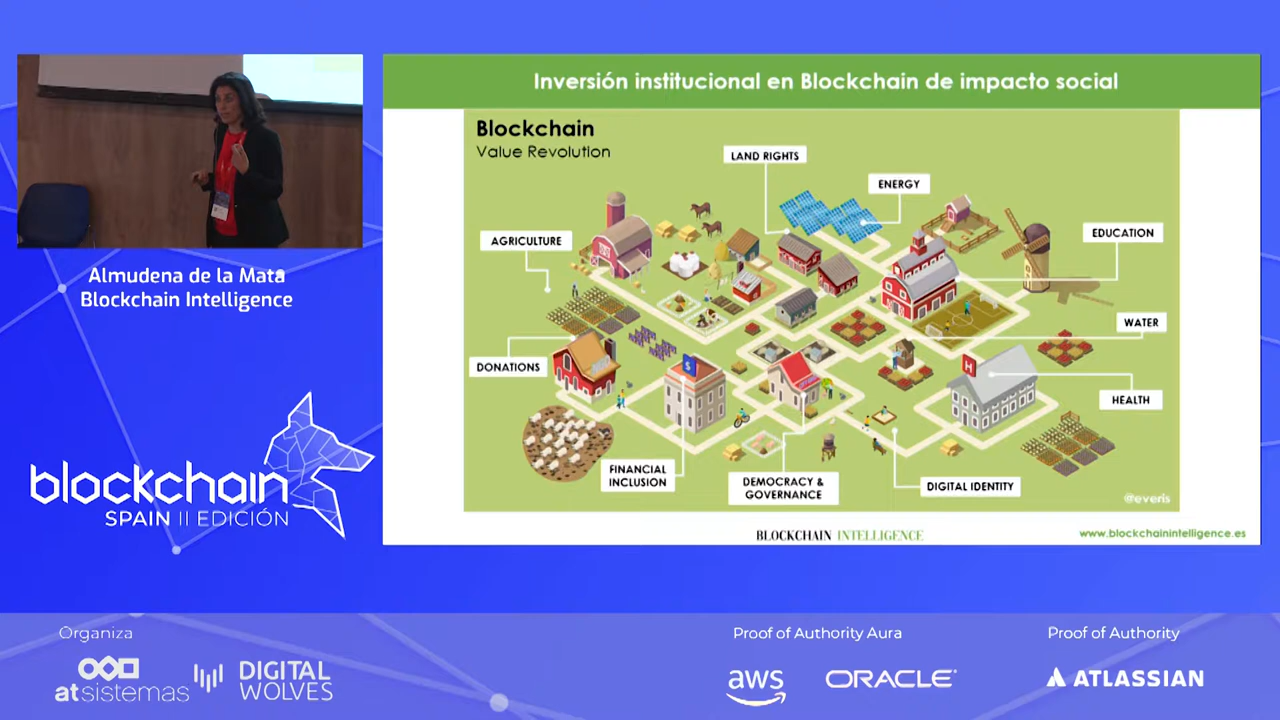 Almudena de la Mata
Blockchain Intelligence
blockchain
SPAIN II EDICIÓN
Inversión institucional en Blockchain de impacto social
Blockchain
Value Revolution
LAND RIGHTS
ENERGY
AGRICULTURE
EDUCATION
WATER
DONATIONS
$
H
HEALTH
FINANCIAL
INCLUSION
DEMOCRACY &
GOVERNANCE
DIGITAL IDENTITY
@everis
BLOCKCHAIN INTELLIGENCE
www.blockchainintelligence.es
Organiza
atsistemas
DIGITAL
WOLVES
Proof of Authority Aura
aws
ORACLE
Proof of Authority
ATLASSIAN